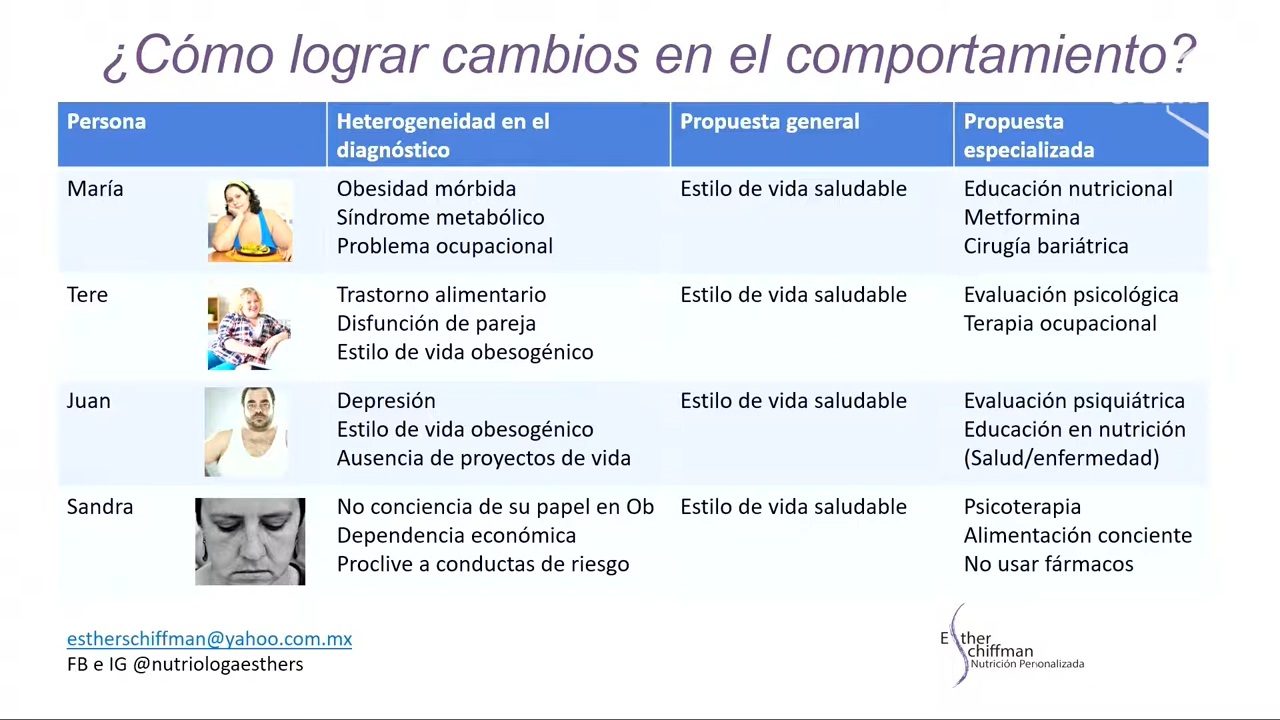 ¿Cómo lograr cambios en el comportamiento?
Persona
Heterogeneidad en el
diagnóstico
Propuesta general
Propuesta
especializada
María
Obesidad mórbida
Síndrome metabólico
Problema ocupacional
Estilo de vida saludable
Educación nutricional
Metformina
Cirugía bariátrica
Tere
Trastorno alimentario
Disfunción de pareja
Estilo de vida obesogénico
Estilo de vida saludable
Evaluación psicológica
Terapia ocupacional
Juan
Depresión
Estilo de vida obesogénico
Ausencia de proyectos de vida
Estilo de vida saludable
Evaluación psiquiátrica
Educación en nutrición
(Salud/enfermedad)
Sandra
No conciencia de su papel en Ob
Dependencia económica
Proclive a conductas de riesgo
Estilo de vida saludable
Psicoterapia
Alimentación conciente
No usar fármacos
estherschiffman@yahoo.com.mx
FB e IG @nutriologaesthers
Esther
Schiffman
Nutrición Personalizada